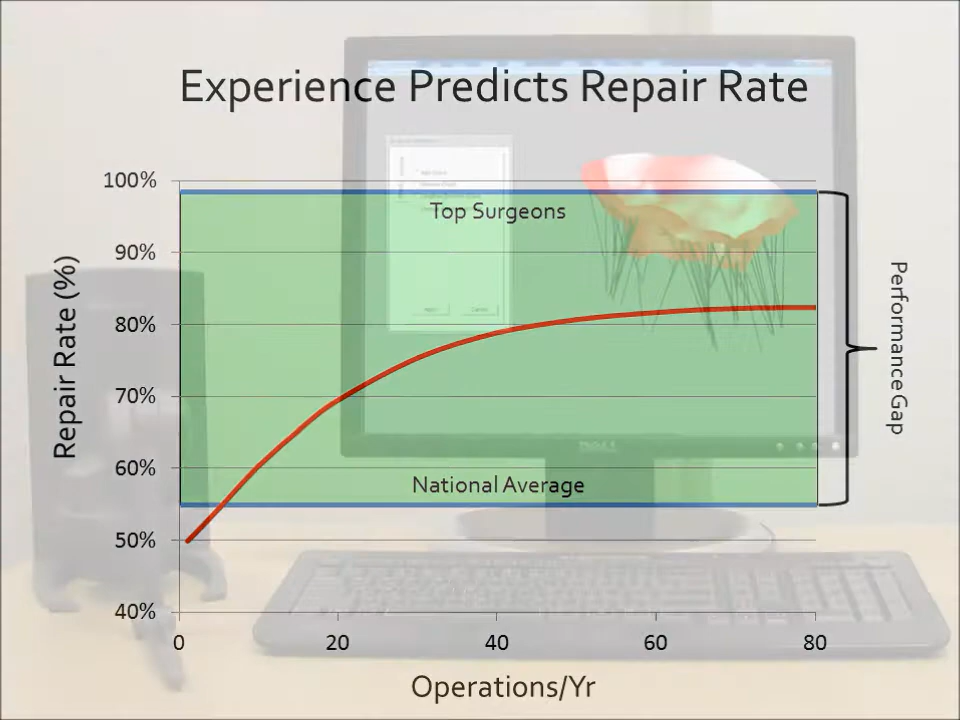 Experience Predicts Repair Rate
100%
Top Surgeons
90%
80%
70%
60%
National Average
50%
40%
0 20 40 60 80
Operations/Yr
Repair Rate (%)
Performance Gap